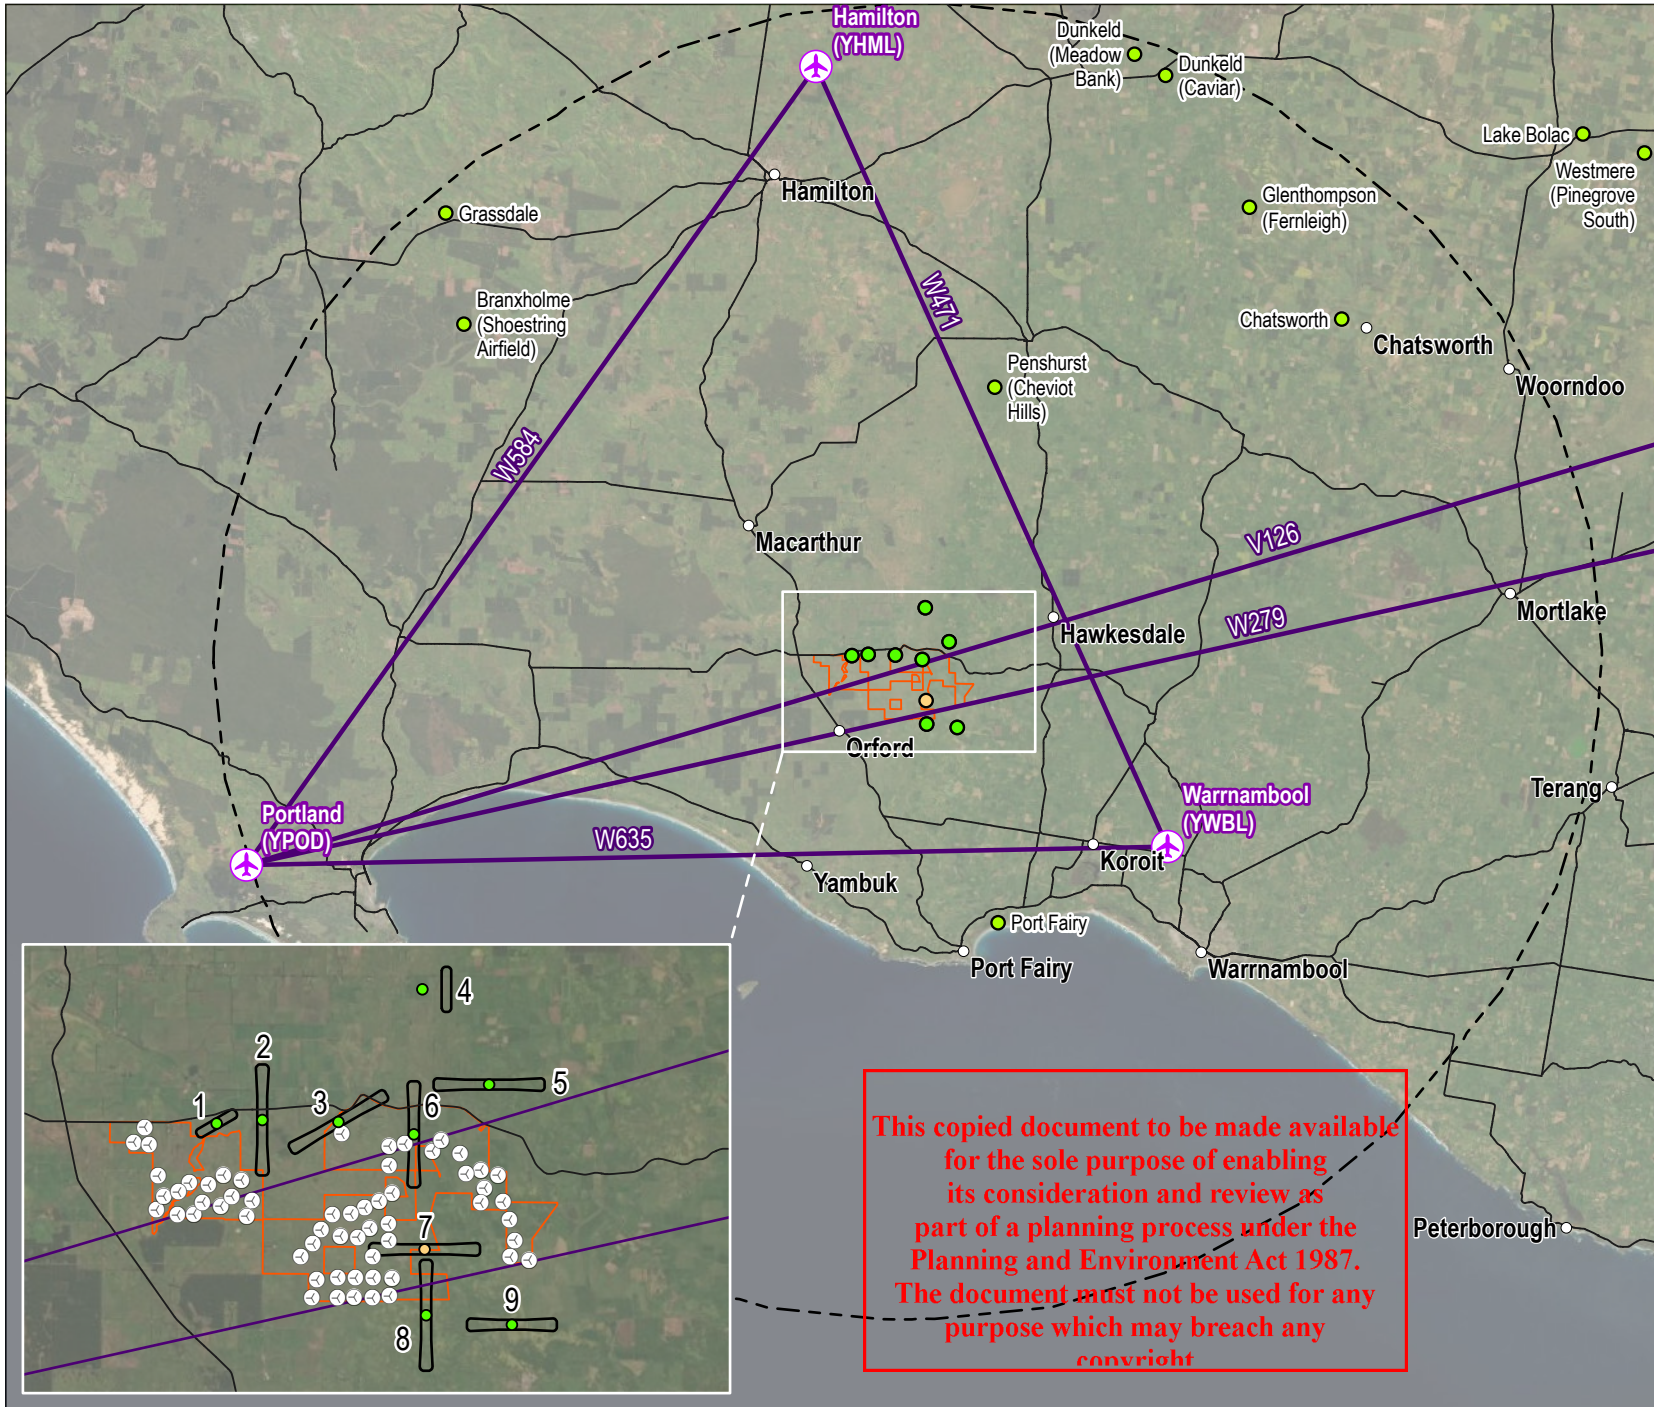 Hamilton
(YHML)
Dunkeld
(Meadow
Bank)
Dunkeld
(Caviar)
Lake Bolac
Westmere
(Pinegrove
South)
Hamilton
Grassdale
Glenthompson
(Fernleigh)
Branxholme
(Shoestring
Airfield)
W471
Chatsworth
Chatsworth
Penshurst
(Cheviot
Hills)
Woorndoo
W584
Macarthur
V126
Hawkesdale
W279
Mortlake
Orford
Portland
(YPOD)
W635
Warrnambool
(YWBL)
Terang
Koroit
Yambuk
Port Fairy
Port Fairy
Warrnambool
4
2
5
1
3
6
7
9
8
This copied document to be made available
for the sole purpose of enabling
its consideration and review as
part of a planning process under the
Planning and Environment Act 1987.
The document must not be used for any
purpose which may breach any
copyright
Peterborough